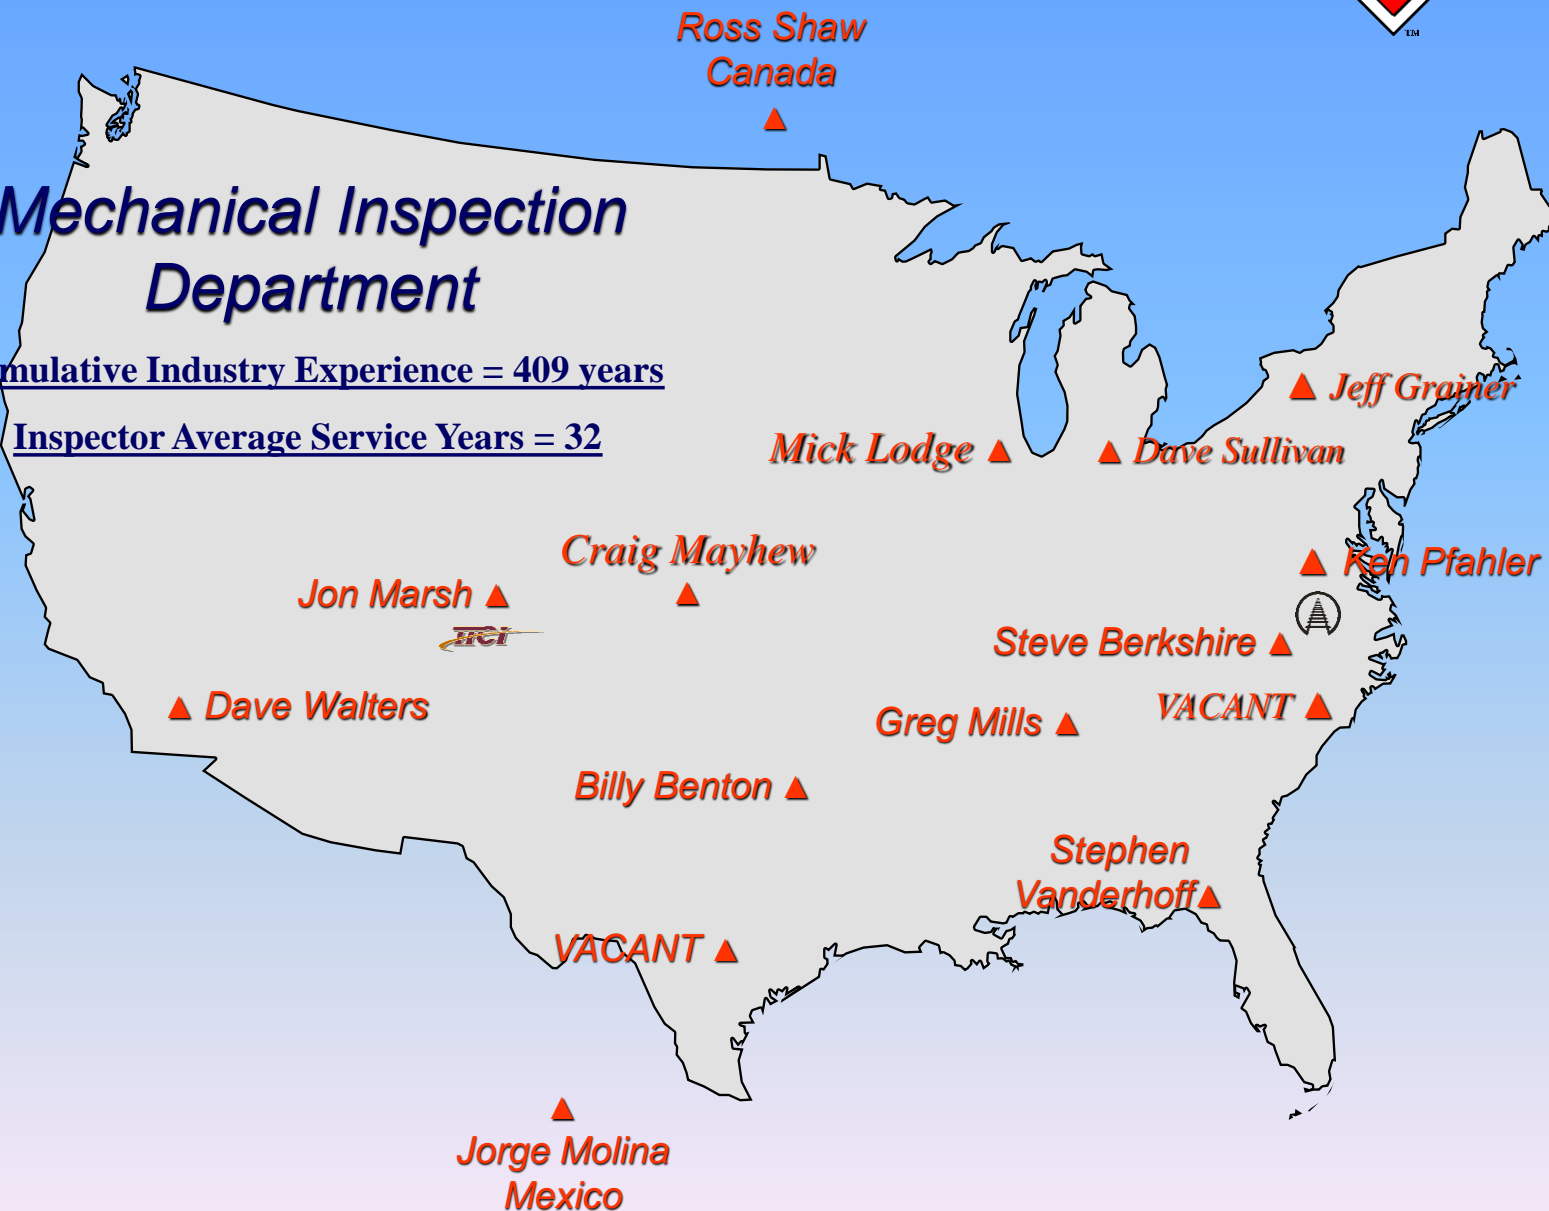 Ross Shaw
Canada
TM
Mechanical Inspection
Department
mulative Industry Experience = 409 years
Inspector Average Service Years = 32
Jeff Grainer
Mick Lodge
Dave Sullivan
Craig Mayhew
Jon Marsh
Ken Pfahler
TTCI
Steve Berkshire
Dave Walters
VACANT
Greg Mills
Billy Benton
Stephen
Vanderhoff
VACANT
Jorge Molina
Mexico